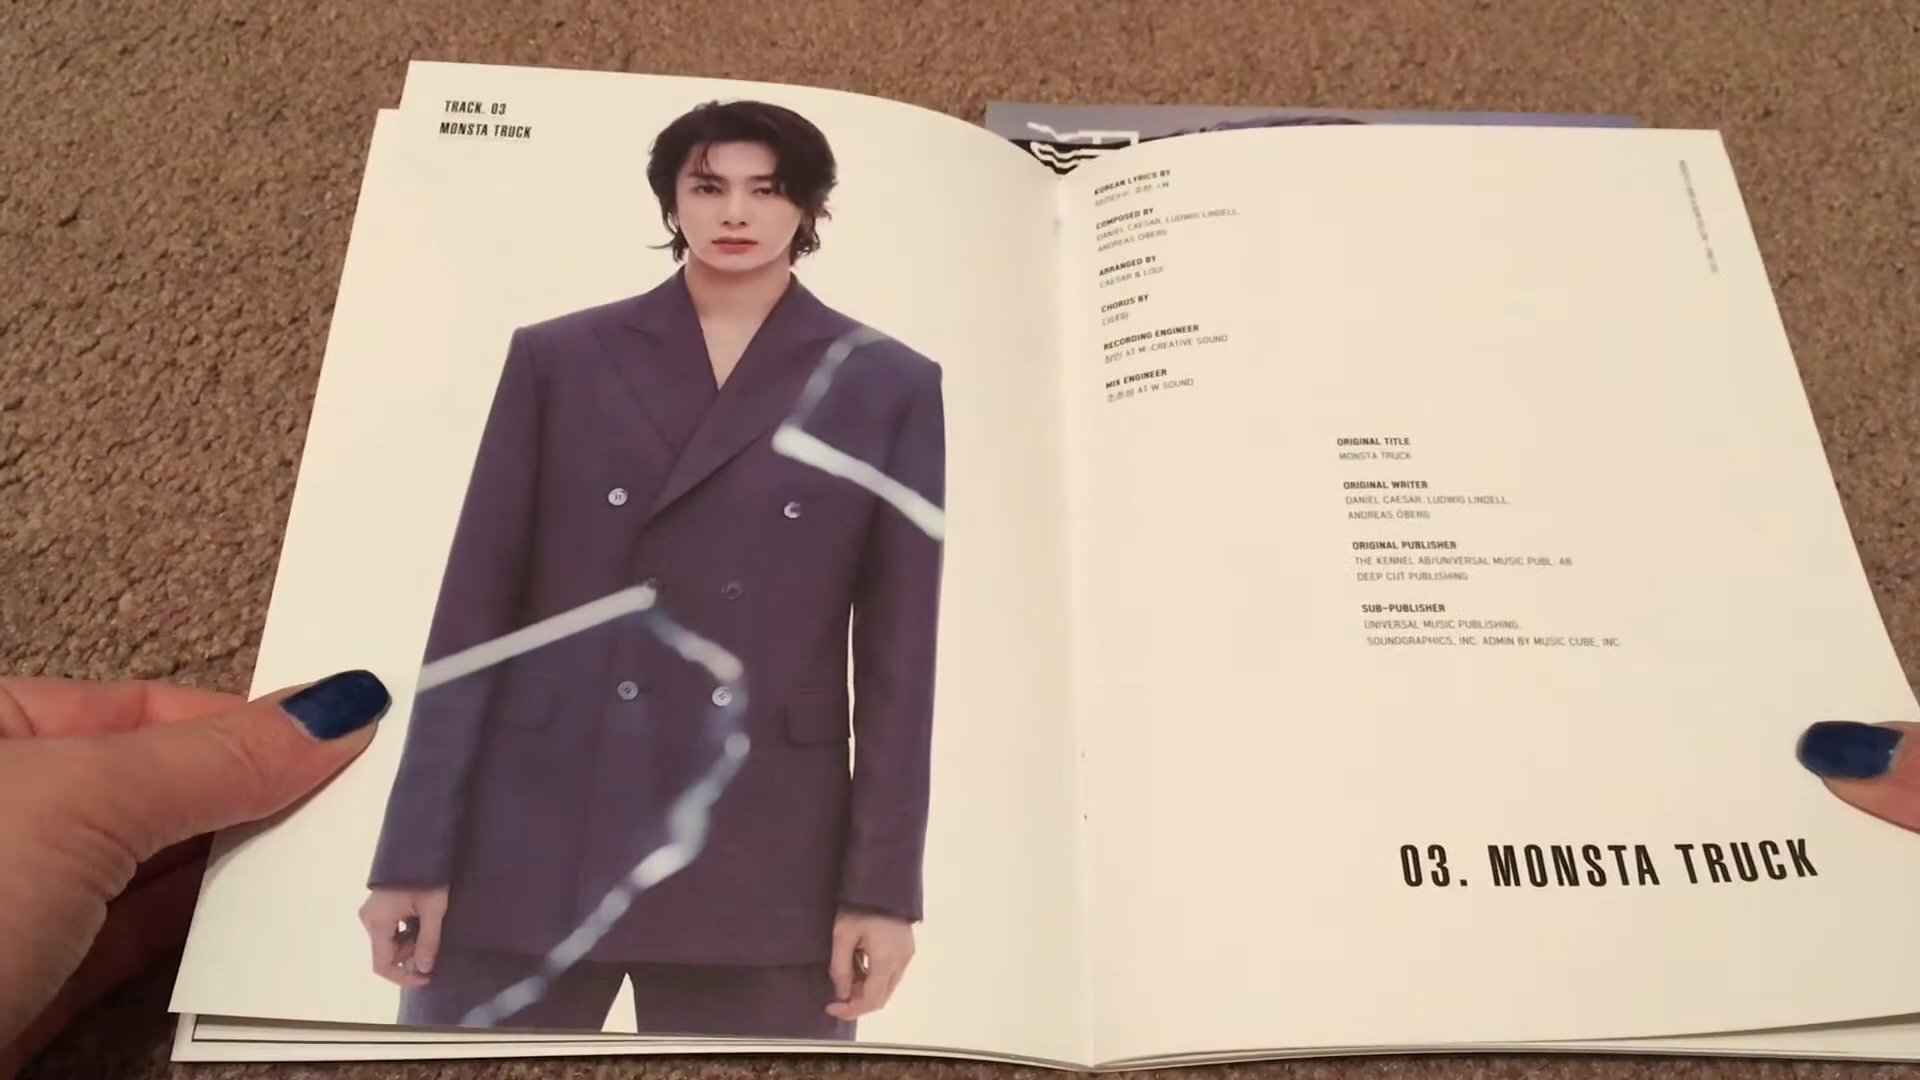 TRACK. 03
MONSTA TRUCK
KOREAN LYRICS BY
COMPOSED BY
DANIEL CAESAR, LUDWIG LINDELL,
ANDREAS ÖBERG
ARRANGED BY
CAESAR & LOUI
CHORUS BY
RECORDING ENGINEER
AT M-CREATIVE SOUND
MIX ENGINEER
AT W SOUND
ORIGINAL TITLE
MONSTA TRUCK
ORIGINAL WRITER
DANIEL CAESAR, LUDWIG LINDELL,
ANDREAS ÖBERG
ORIGINAL PUBLISHER
THE KENNEL AB/UNIVERSAL MUSIC PUBL. AB
DEEP CUT PUBLISHING
SUB-PUBLISHER
UNIVERSAL MUSIC PUBLISHING,
SOUNDGRAPHICS, INC. ADMIN BY MUSIC CUBE, INC.
03. MONSTA TRUCK